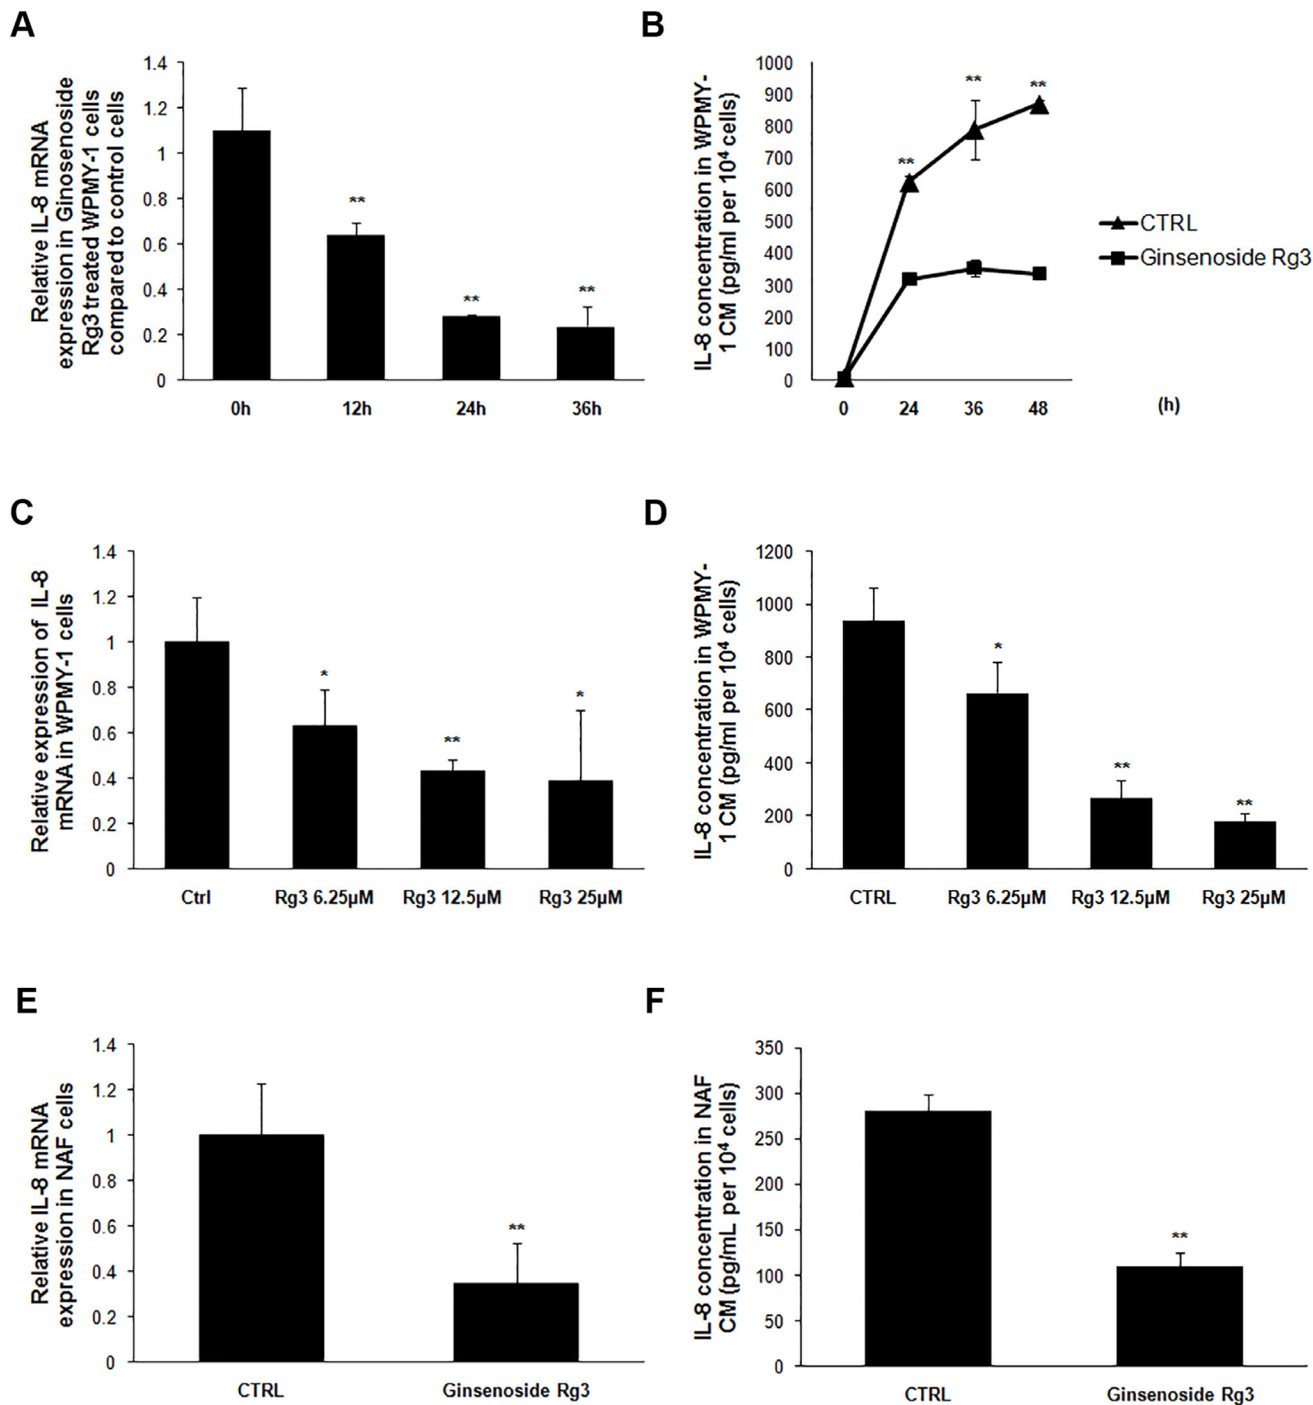 A
Relative IL-8 mRNA
expression in Ginosenoside
Rg3 treated WPMY-1 cells
compared to control cells
1.4
1.2
1
0.8
0.6
0.4
0.2
0
**
**
**
0h 12h 24h 36h
B
IL-8 concentration in WPMY-
1 CM (pg/ml per 10⁴ cells)
1000
900
800
700
600
500
400
300
200
100
0
**
**
**
0 24 36 48 (h)
CTRL
Ginsenoside Rg3
C
Relative expression of IL-8
mRNA in WPMY-1 cells
1.4
1.2
1
0.8
0.6
0.4
0.2
0
*
**
*
Ctrl Rg3 6.25µM Rg3 12.5µM Rg3 25µM
D
IL-8 concentration in WPMY-
1 CM (pg/ml per 10⁴ cells)
1200
1000
800
600
400
200
0
*
**
**
CTRL Rg3 6.25µM Rg3 12.5µM Rg3 25µM
E
Relative IL-8 mRNA
expression in NAF cells
1.4
1.2
1
0.8
0.6
0.4
0.2
0
**
CTRL Ginsenoside Rg3
F
IL-8 concentration in NAF
CM (pg/mL per 10⁴ cells)
350
300
250
200
150
100
50
0
**
CTRL Ginsenoside Rg3